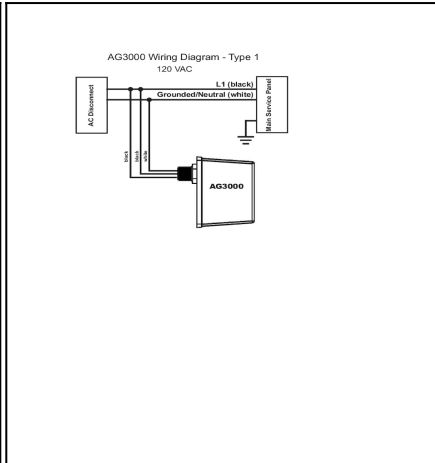 AG3000 Wiring Diagram - Type 1
120 VAC
L1 (black)
Grounded/Neutral (white)
AC Disconnect
Main Service Panel
black
black
white
AG3000